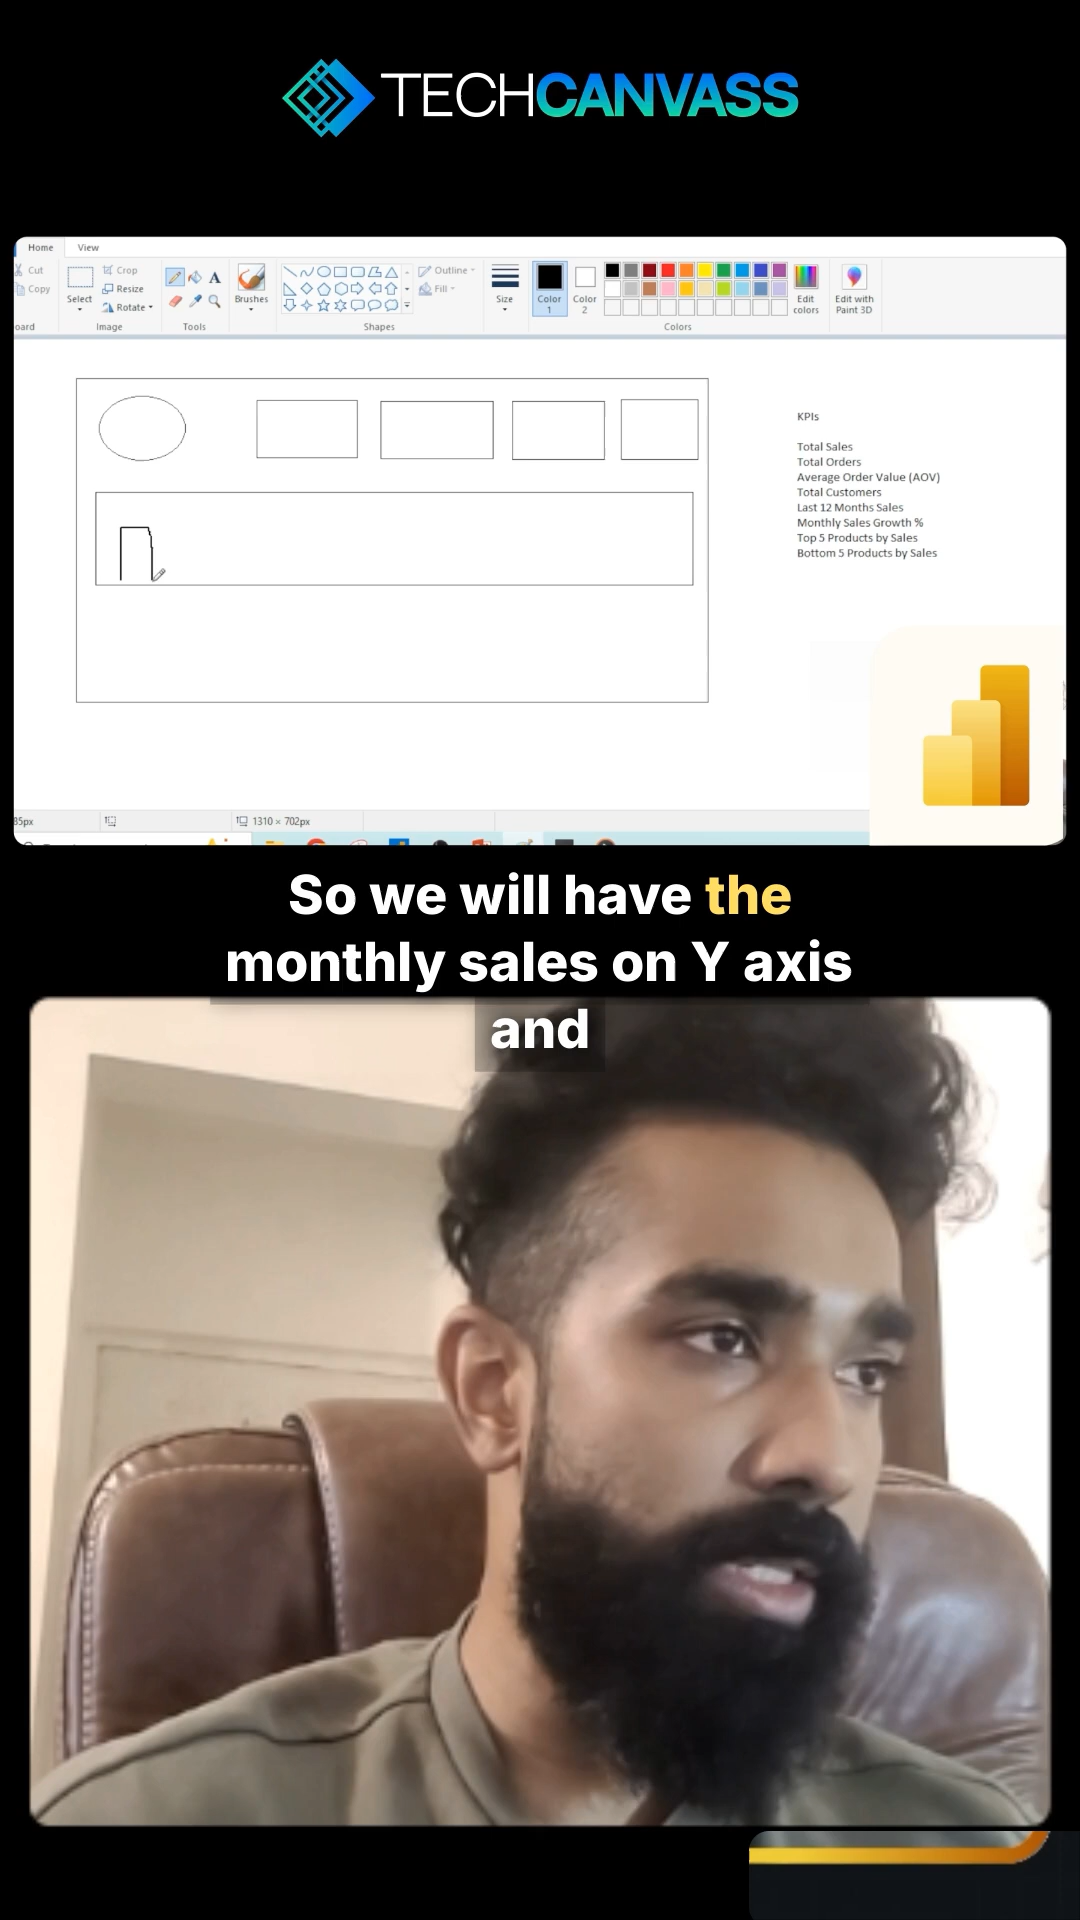 TECHCANVASS
Home View
Cut
Copy
Select
Crop
Resize
Rotate
Image
Tools
Brushes
Shapes
Outline
Fill
Size
Color
1
Color
2
Edit
colors
Colors
Edit with
Paint 3D
KPIs
Total Sales
Total Orders
Average Order Value (AOV)
Total Customers
Last 12 Months Sales
Monthly Sales Growth %
Top 5 Products by Sales
Bottom 5 Products by Sales
1310 × 702px
So we will have the
monthly sales on Y axis
and